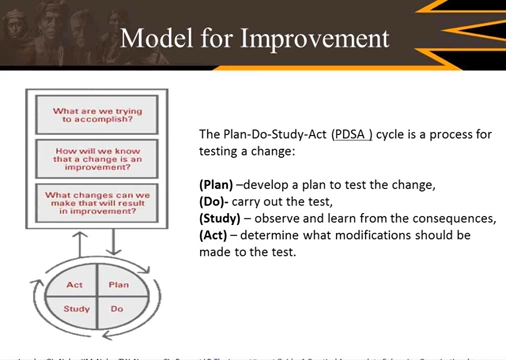 Model for Improvement
What are we trying
to accomplish?
How will we know
that a change is an
improvement?
What changes can we
make that will result
in improvement?
Act
Plan
Study
Do
The Plan-Do-Study-Act (PDSA ) cycle is a process for
testing a change:
(Plan) –develop a plan to test the change,
(Do)- carry out the test,
(Study) – observe and learn from the consequences,
(Act) – determine what modifications should be
made to the test.